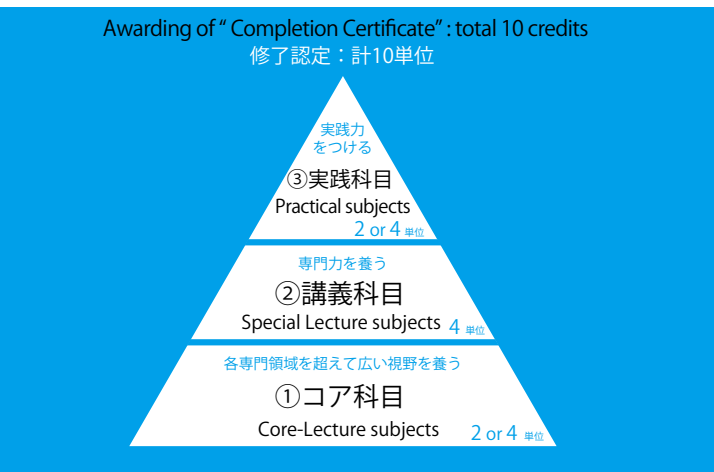 Awarding of “ Completion Certificate” : total 10 credits
修了認定：計10単位
実践力
をつける
③実践科目
Practical subjects
2 or 4 単位
専門力を養う
②講義科目
Special Lecture subjects 4 単位
各専門領域を超えて広い視野を養う
①コア科目
Core-Lecture subjects 2 or 4 単位